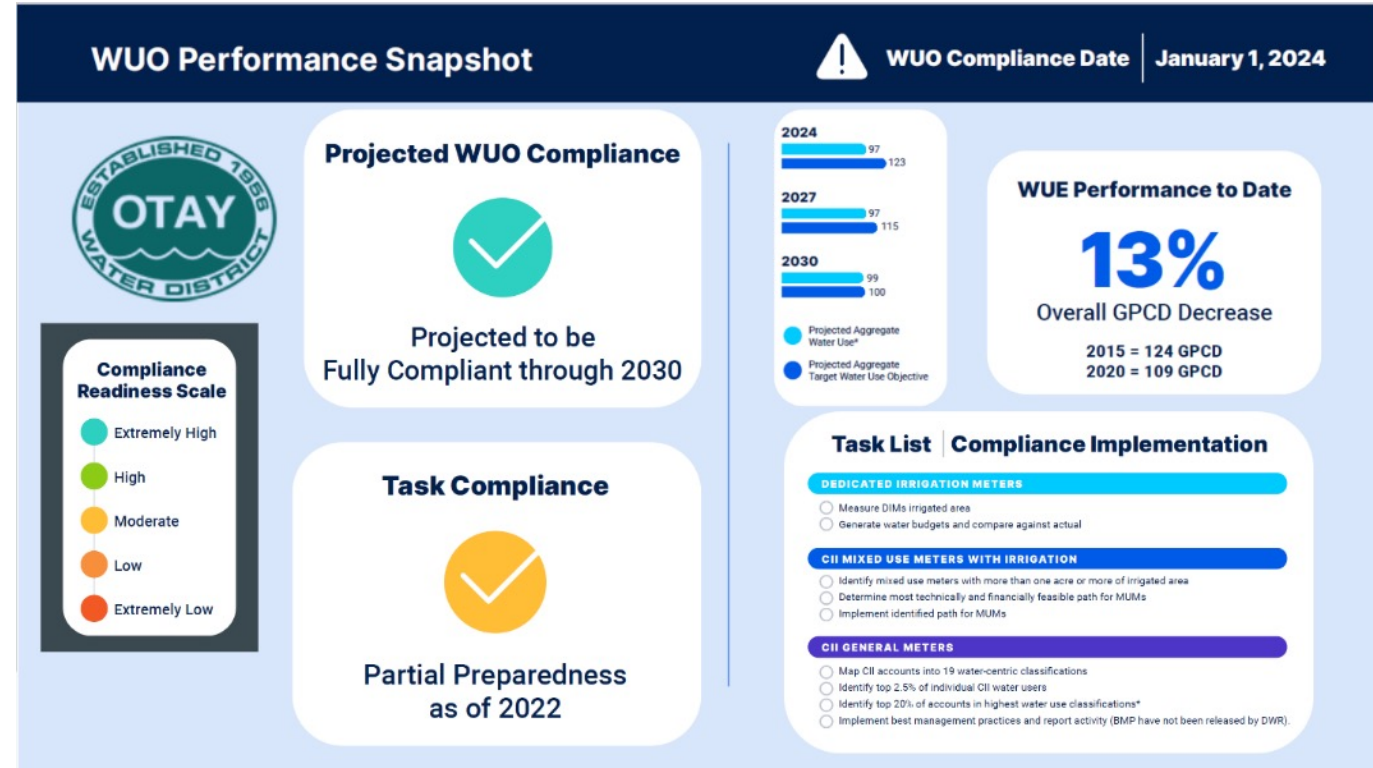 WUO Performance Snapshot
WUO Compliance Date
January 1, 2024
ESTABLISHED 1956
OTAY
WATER DISTRICT
Compliance
Readiness Scale
Extremely High
High
Moderate
Low
Extremely Low
Projected WUO Compliance
Projected to be
Fully Compliant through 2030
Task Compliance
Partial Preparedness
as of 2022
2024
97
123
2027
97
115
2030
99
100
Projected Aggregate
Water Use*
Projected Aggregate
Target Water Use Objective
WUE Performance to Date
13%
Overall GPCD Decrease
2015 = 124 GPCD
2020 = 109 GPCD
Task List | Compliance Implementation
DEDICATED IRRIGATION METERS
Measure DIMs irrigated area
Generate water budgets and compare against actual
CII MIXED USE METERS WITH IRRIGATION
Identify mixed use meters with more than one acre or more of irrigated area
Determine most technically and financially feasible path for MUMs
Implement identified path for MUMs
CII GENERAL METERS
Map CII accounts into 19 water-centric classifications
Identify top 2.5% of individual CII water users
Identify top 20% of accounts in highest water use classifications*
Implement best management practices and report activity (BMP have not been released by DWR).